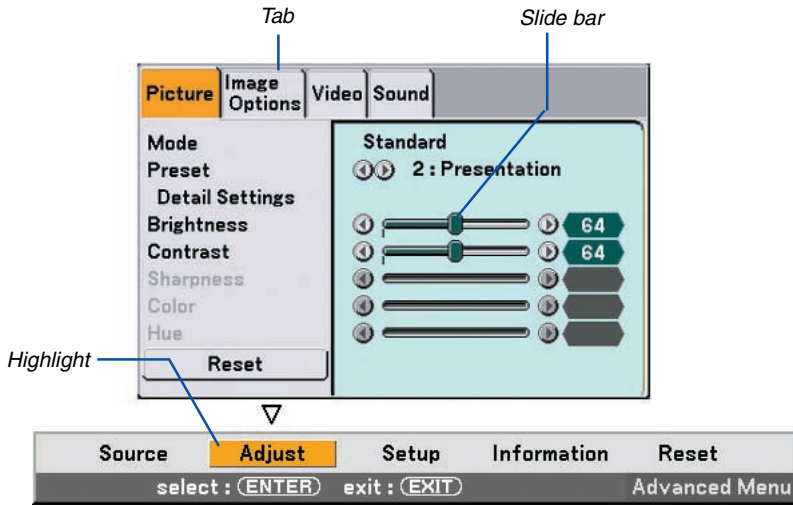 Tab
Slide bar
Picture
Image Options
Video
Sound
Mode
Standard
Preset
2 : Presentation
Detail Settings
Brightness
64
Contrast
64
Sharpness
Color
Hue
Highlight
Reset
Source
Adjust
Setup
Information
Reset
select : ENTER exit : EXIT
Advanced Menu